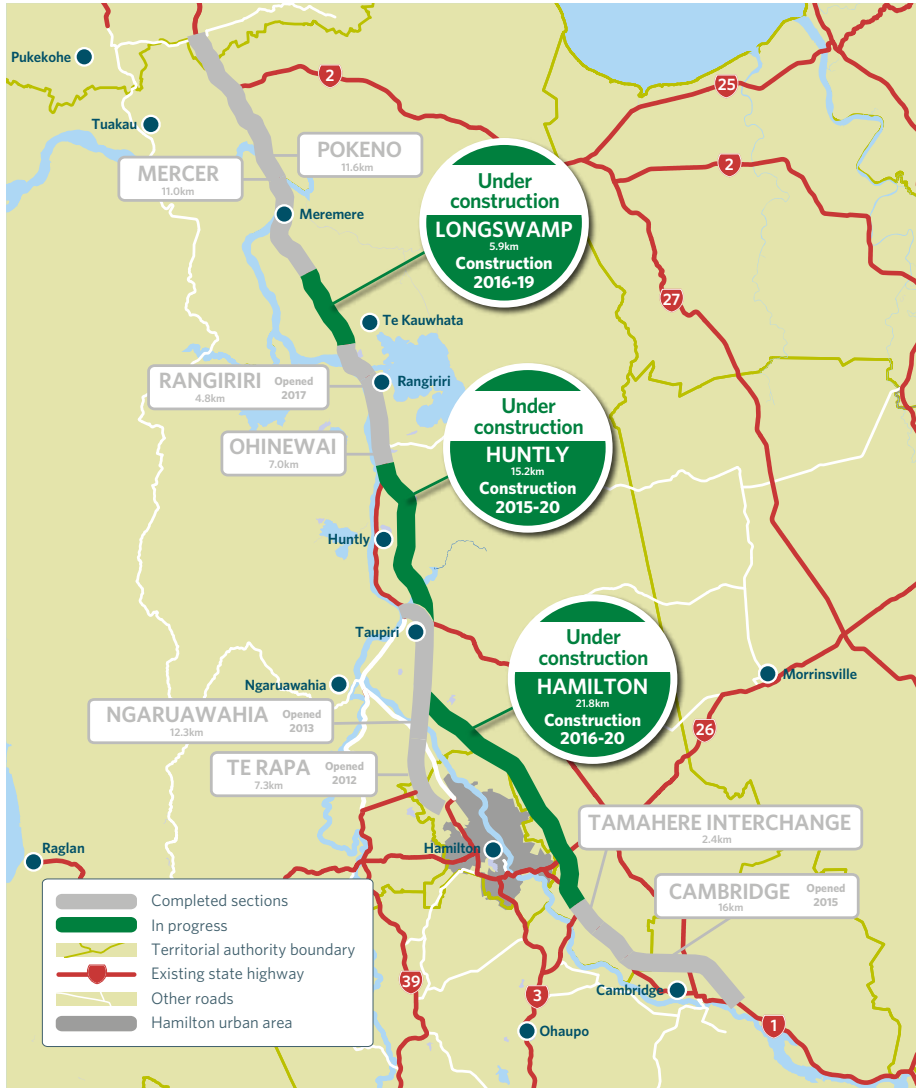 Pukekohe
2
25
Tuakau
POKENO
11.6km
MERCER
11.0km
2
Under
construction
LONGSWAMP
5.9km
Construction
2016-19
Meremere
27
Te Kauwhata
RANGIRIRI Opened
4.8km 2017
Rangiriri
Under
construction
HUNTLY
15.2km
Construction
2015-20
OHINEWAI
7.0km
Huntly
Taupiri
Under
construction
HAMILTON
21.8km
Construction
2016-20
Morrinsville
Ngaruawahia
NGARUAWAHIA Opened
12.3km 2013
26
TE RAPA Opened
7.3km 2012
TAMAHERE INTERCHANGE
2.4km
Hamilton
Raglan
CAMBRIDGE Opened
16km 2015
Completed sections
In progress
Territorial authority boundary
Existing state highway
Other roads
Hamilton urban area
39
3
Cambridge
1
Ohaupo